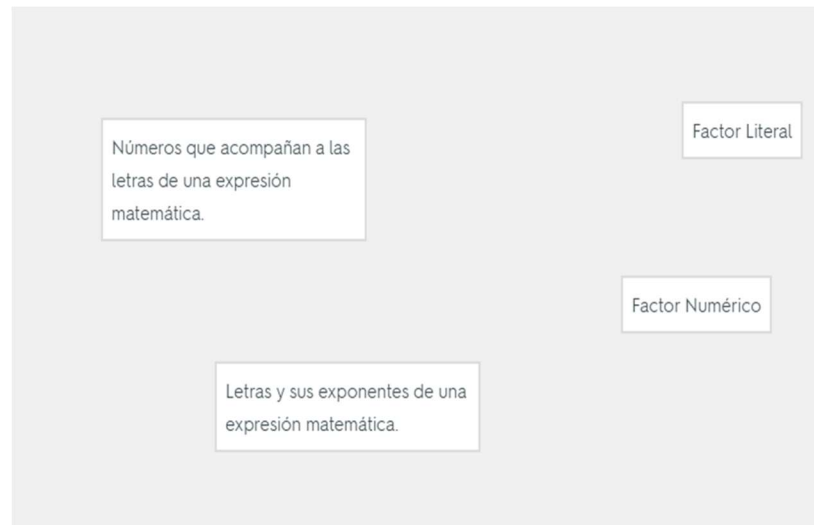 Números que acompañan a las
letras de una expresión
matemática.
Factor Literal
Factor Numérico
Letras y sus exponentes de una
expresión matemática.